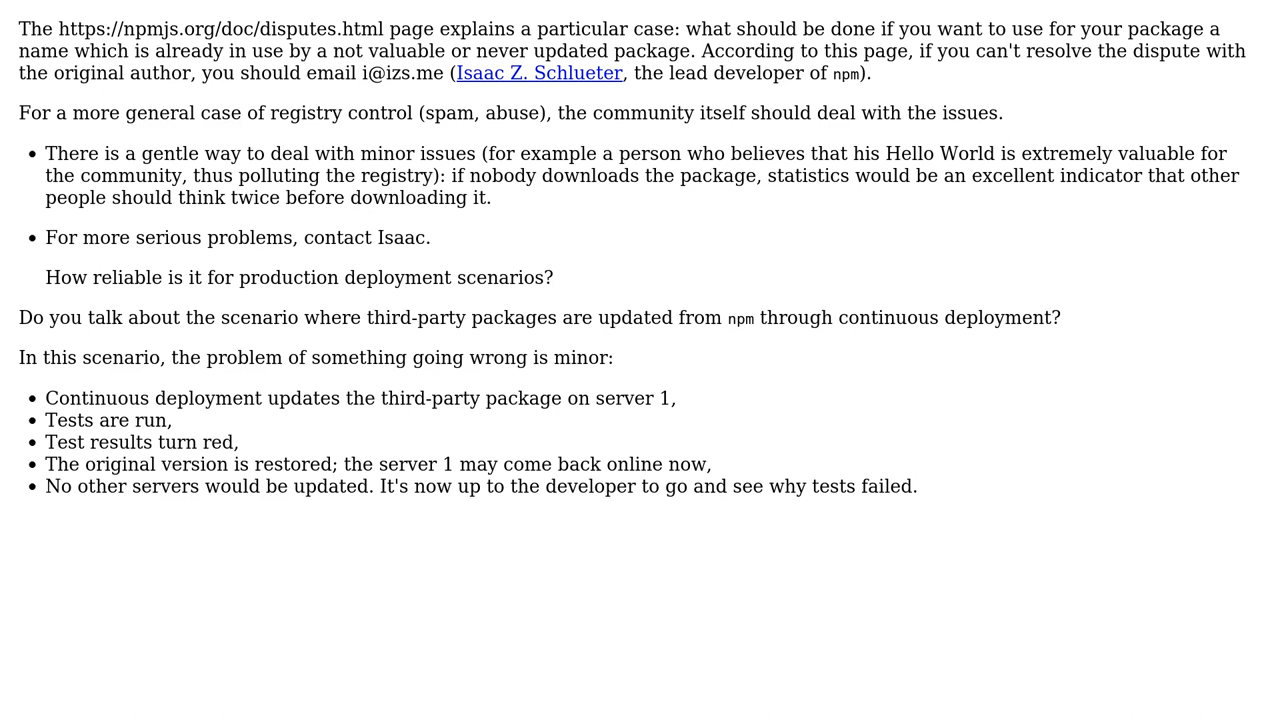 The https://npmjs.org/doc/disputes.html page explains a particular case: what should be done if you want to use for your package a
name which is already in use by a not valuable or never updated package. According to this page, if you can't resolve the dispute with
the original author, you should email i@izs.me (Isaac Z. Schlueter, the lead developer of npm).
For a more general case of registry control (spam, abuse), the community itself should deal with the issues.
• There is a gentle way to deal with minor issues (for example a person who believes that his Hello World is extremely valuable for
the community, thus polluting the registry): if nobody downloads the package, statistics would be an excellent indicator that other
people should think twice before downloading it.
• For more serious problems, contact Isaac.
How reliable is it for production deployment scenarios?
Do you talk about the scenario where third-party packages are updated from npm through continuous deployment?
In this scenario, the problem of something going wrong is minor:
• Continuous deployment updates the third-party package on server 1,
• Tests are run,
• Test results turn red,
• The original version is restored; the server 1 may come back online now,
• No other servers would be updated. It's now up to the developer to go and see why tests failed.